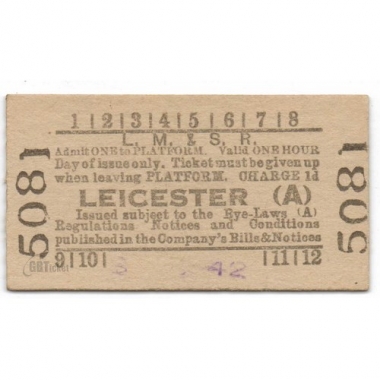 1|2|3|4|5|6|7|8
L. M. & S. R.
Admit ONE to PLATFORM. Valid ONE HOUR
Day of issue only. Ticket must be given up
when leaving PLATFORM. CHARGE 1d
LEICESTER (A)
Issued subject to the Bye-Laws (A)
Regulations Notices and Conditions
published in the Company's Bills & Notices
9|10| |11|12
42
5081
5081